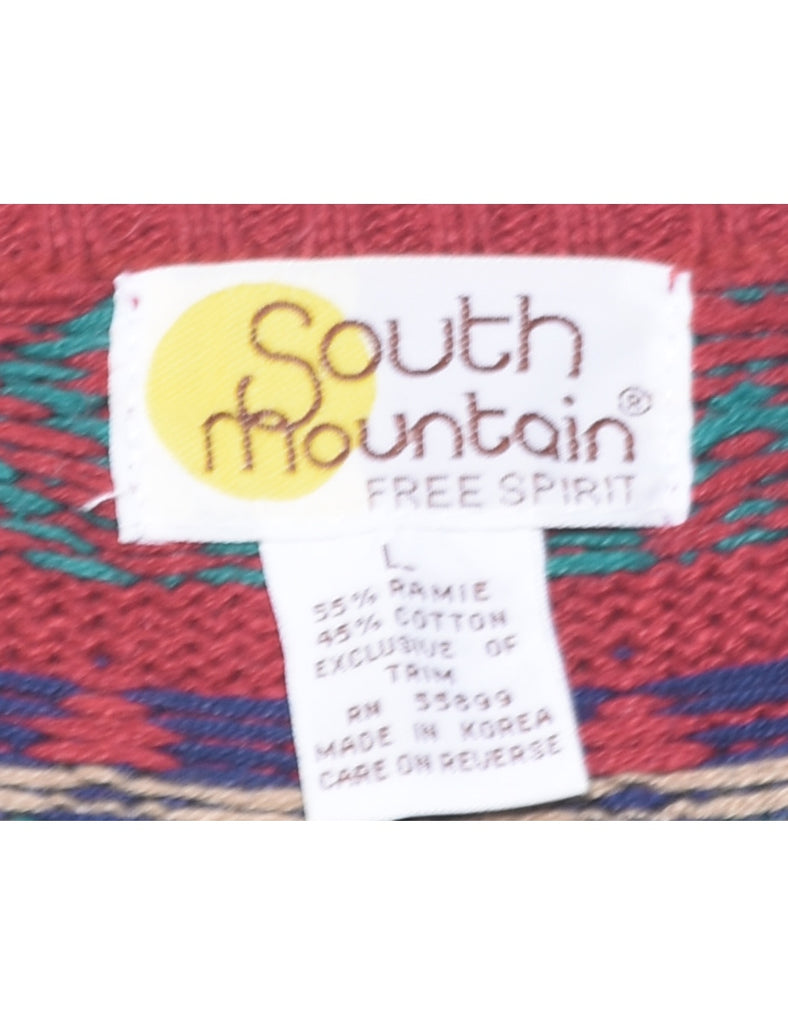 South
mountain®
FREE SPIRIT
L
55% RAMIE
45% COTTON
EXCLUSIVE OF
TRIM
RN 55899
MADE IN KOREA
CARE ON REVERSE